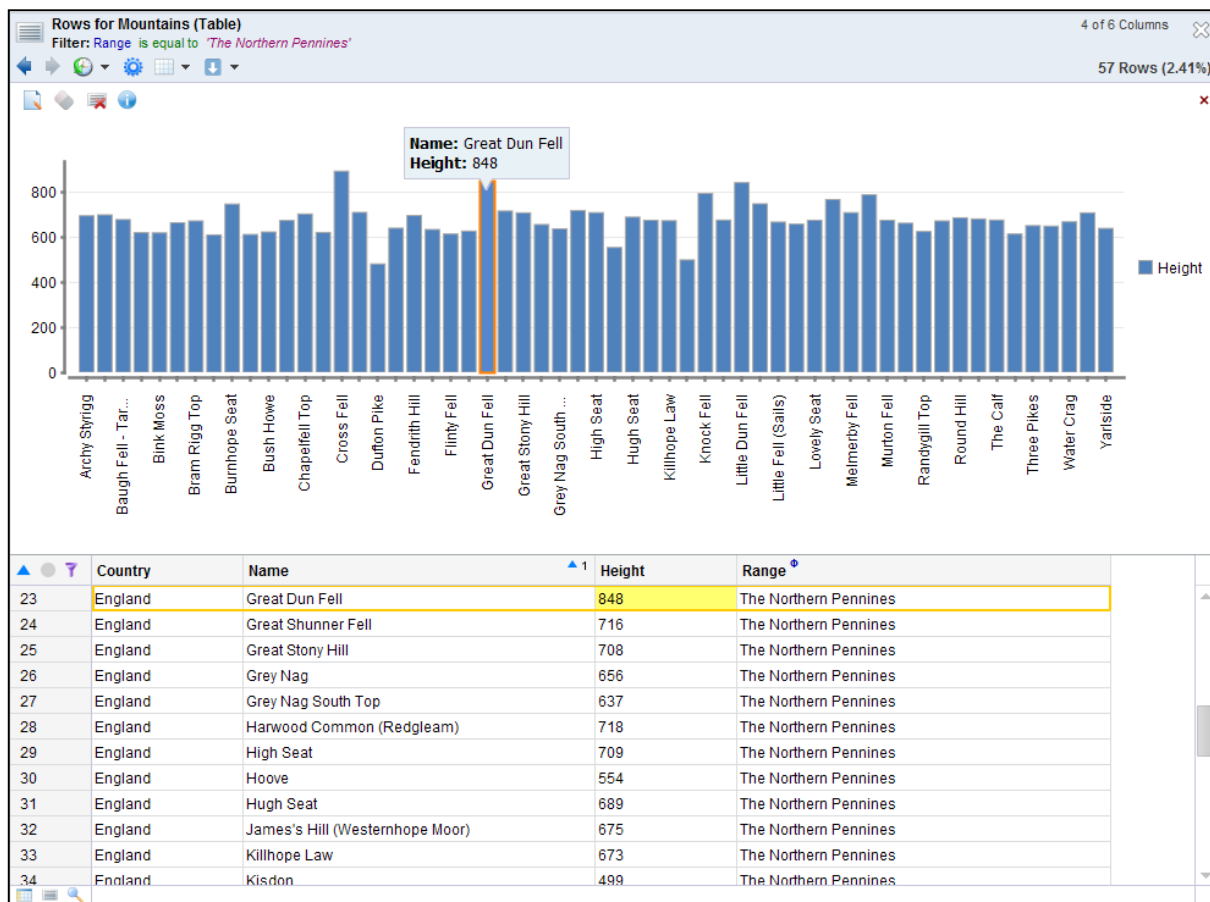 Rows for Mountains (Table)
4 of 6 Columns
Filter: Range is equal to 'The Northern Pennines'
57 Rows (2.41%)
Name: Great Dun Fell
Height: 848
800
600
400
200
0
Height
Archy Styrigg
Baugh Fell - Tar...
Bink Moss
Bram Rigg Top
Burnhope Seat
Bush Howe
Chapelfell Top
Cross Fell
Dufton Pike
Fendrith Hill
Flinty Fell
Great Dun Fell
Great Stony Hill
Grey Nag South ...
High Seat
Hugh Seat
Killhope Law
Knock Fell
Little Dun Fell
Little Fell (Sails)
Lovely Seat
Melmerby Fell
Murton Fell
Randygill Top
Round Hill
The Calf
Three Pikes
Water Crag
Yarlside
Country Name 1 Height Range
23 England Great Dun Fell 848 The Northern Pennines
24 England Great Shunner Fell 716 The Northern Pennines
25 England Great Stony Hill 708 The Northern Pennines
26 England Grey Nag 656 The Northern Pennines
27 England Grey Nag South Top 637 The Northern Pennines
28 England Harwood Common (Redgleam) 718 The Northern Pennines
29 England High Seat 709 The Northern Pennines
30 England Hoove 554 The Northern Pennines
31 England Hugh Seat 689 The Northern Pennines
32 England James's Hill (Westernhope Moor) 675 The Northern Pennines
33 England Killhope Law 673 The Northern Pennines
34 England Kisdon 499 The Northern Pennines